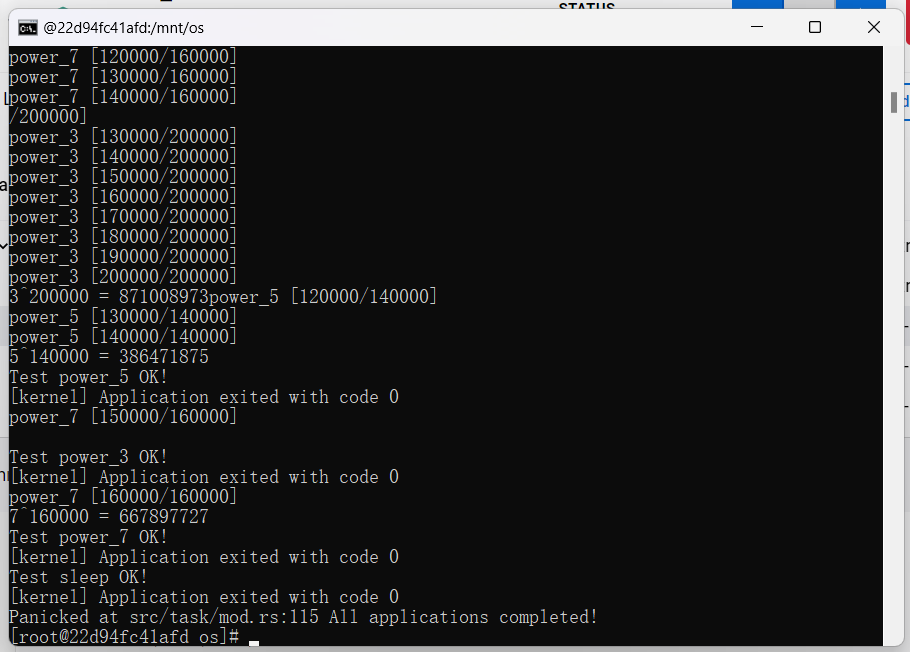 STATUS
@22d94fc41afd:/mnt/os
power_7 [120000/160000]
power_7 [130000/160000]
power_7 [140000/160000]
/200000]
power_3 [130000/200000]
power_3 [140000/200000]
power_3 [150000/200000]
power_3 [160000/200000]
power_3 [170000/200000]
power_3 [180000/200000]
power_3 [190000/200000]
power_3 [200000/200000]
3^200000 = 871008973power_5 [120000/140000]
power_5 [130000/140000]
power_5 [140000/140000]
5^140000 = 386471875
Test power_5 OK!
[kernel] Application exited with code 0
power_7 [150000/160000]
Test power_3 OK!
[kernel] Application exited with code 0
power_7 [160000/160000]
7^160000 = 667897727
Test power_7 OK!
[kernel] Application exited with code 0
Test sleep OK!
[kernel] Application exited with code 0
Panicked at src/task/mod.rs:115 All applications completed!
[root@22d94fc41afd os]#